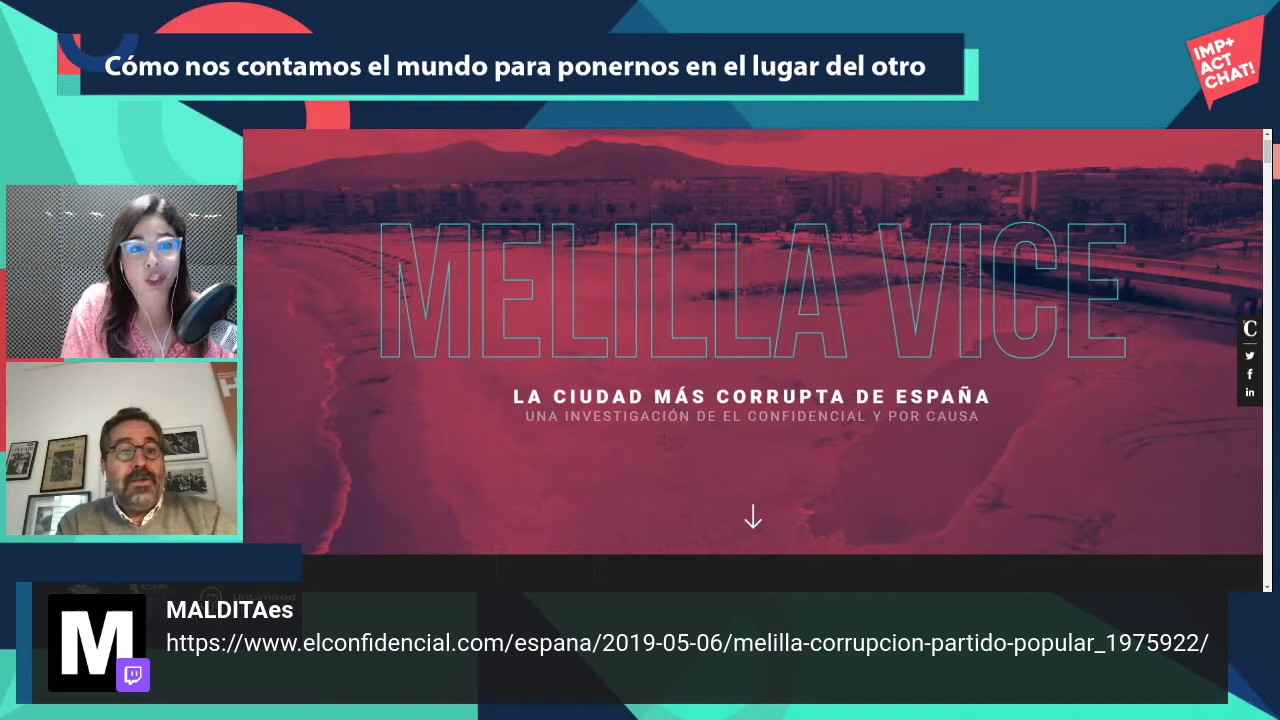 Cómo nos contamos el mundo para ponernos en el lugar del otro
IMP+
ACT
CHAT!
MELILLA VICE
LA CIUDAD MÁS CORRUPTA DE ESPAÑA
UNA INVESTIGACIÓN DE EL CONFIDENCIAL Y POR CAUSA
C
f
in
UnLimited
M
MALDITAes
https://www.elconfidencial.com/espana/2019-05-06/melilla-corrupcion-partido-popular_1975922/